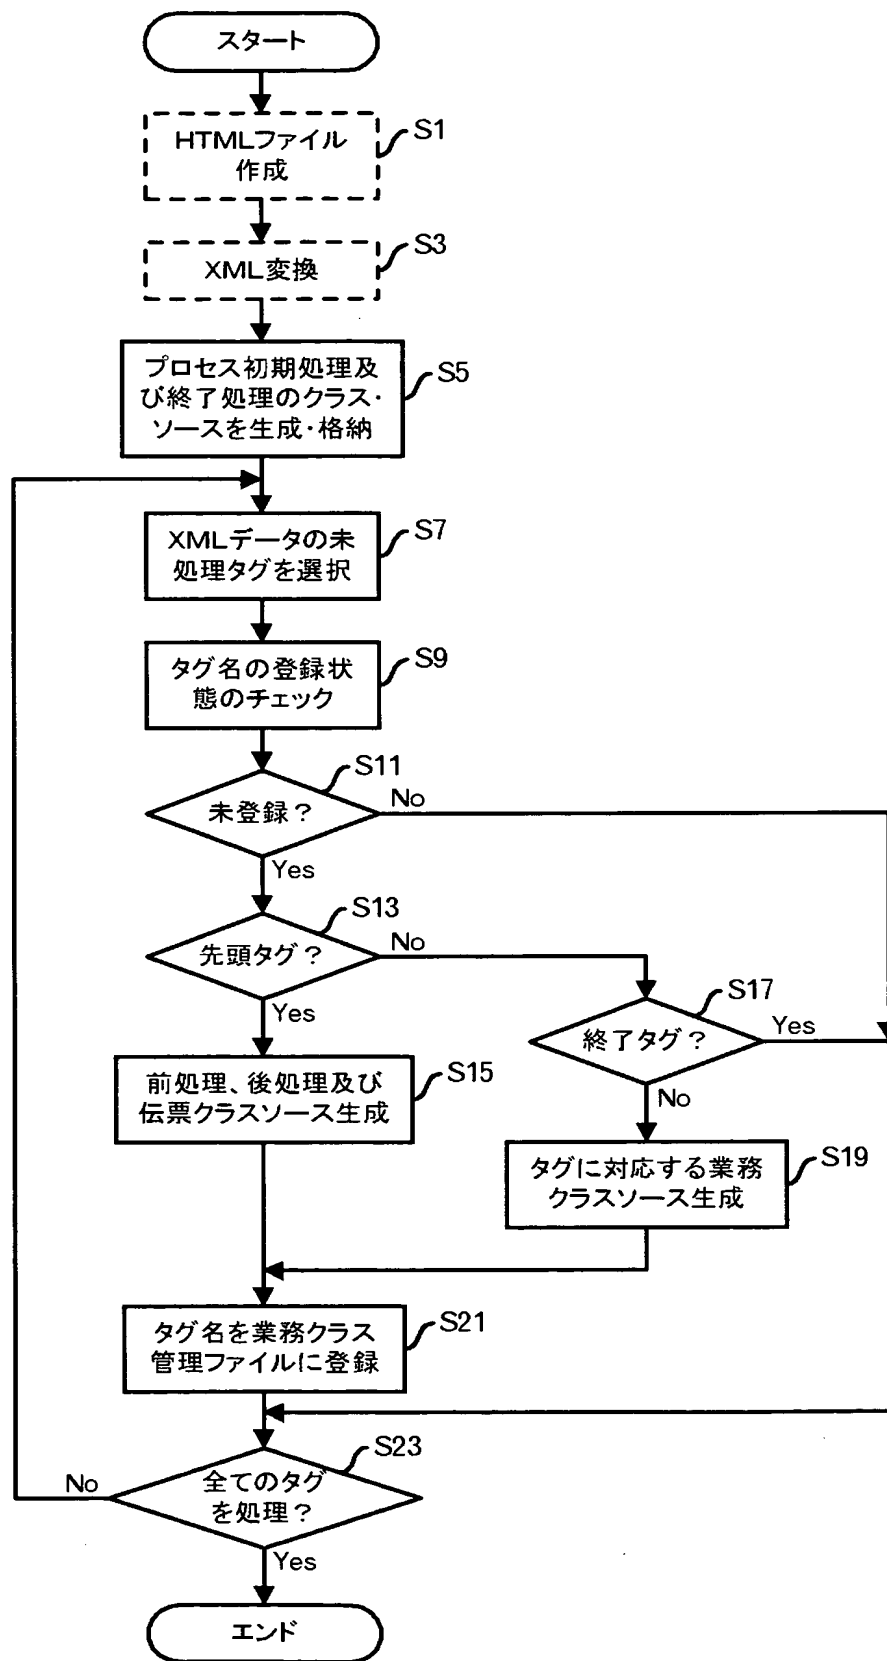 スタート
S1
HTMLファイル
作成
S3
XML変換
S5
プロセス初期処理及
び終了処理のクラス・
ソースを生成・格納
S7
XMLデータの未
処理タグを選択
S9
タグ名の登録状
態のチェック
S11
未登録？
No
Yes
S13
先頭タグ？
No
Yes
S17
終了タグ？
Yes
No
S15
前処理、後処理及び
伝票クラスソース生成
S19
タグに対応する業務
クラスソース生成
S21
タグ名を業務クラス
管理ファイルに登録
S23
全てのタグ
を処理？
No
Yes
エンド